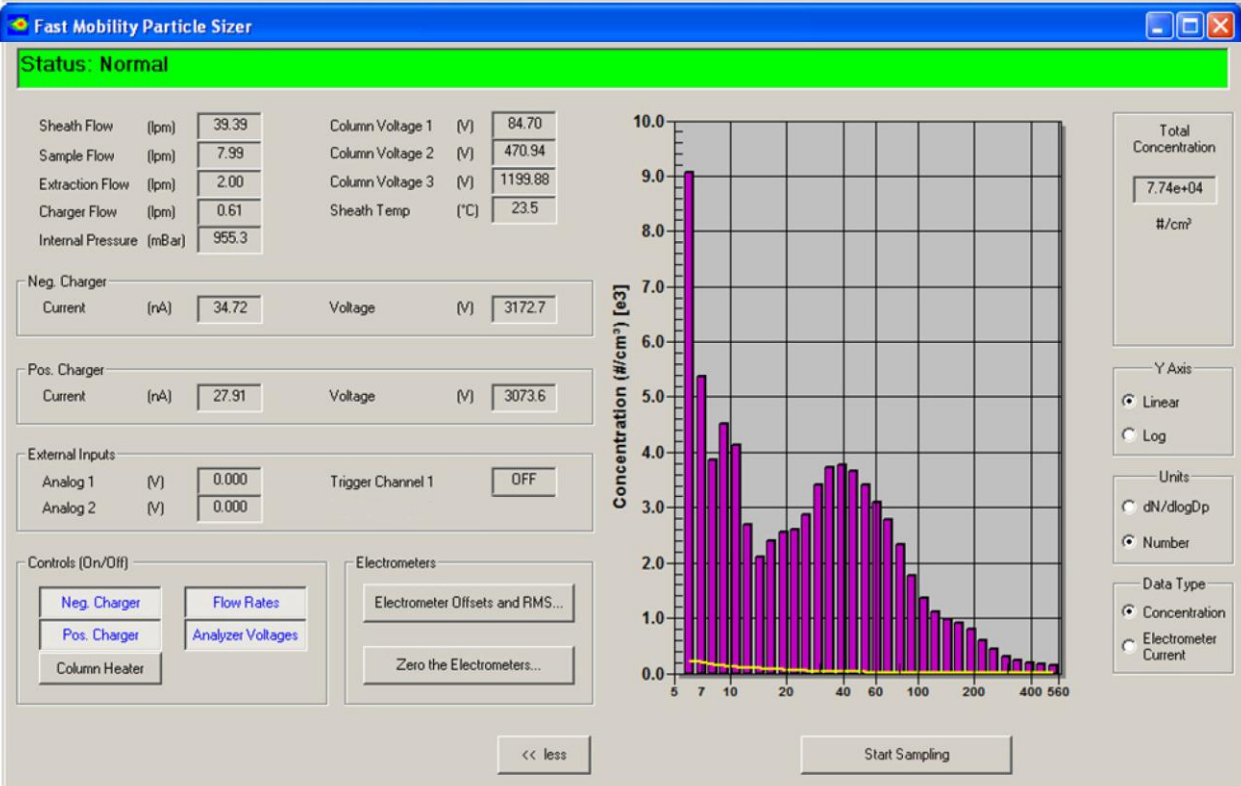 Fast Mobility Particle Sizer
Status: Normal
Sheath Flow (lpm) 39.39
Sample Flow (lpm) 7.99
Extraction Flow (lpm) 2.00
Charger Flow (lpm) 0.61
Internal Pressure (mBar) 955.3
Column Voltage 1 (V) 84.70
Column Voltage 2 (V) 470.94
Column Voltage 3 (V) 1199.88
Sheath Temp (°C) 23.5
Neg. Charger
Current (nA) 34.72 Voltage (V) 3172.7
Pos. Charger
Current (nA) 27.91 Voltage (V) 3073.6
External Inputs
Analog 1 (V) 0.000 Trigger Channel 1 OFF
Analog 2 (V) 0.000
Controls (On/Off)
Neg. Charger Flow Rates
Pos. Charger Analyzer Voltages
Column Heater
Electrometers
Electrometer Offsets and RMS...
Zero the Electrometers...
<< less
Concentration (#/cm³) [e3]
10.0
9.0
8.0
7.0
6.0
5.0
4.0
3.0
2.0
1.0
0.0
5 7 10 20 40 60 100 200 400 560
Start Sampling
Total
Concentration
7.74e+04
#/cm³
Y Axis
Linear
Log
Units
dN/dlogDp
Number
Data Type
Concentration
Electrometer
Current